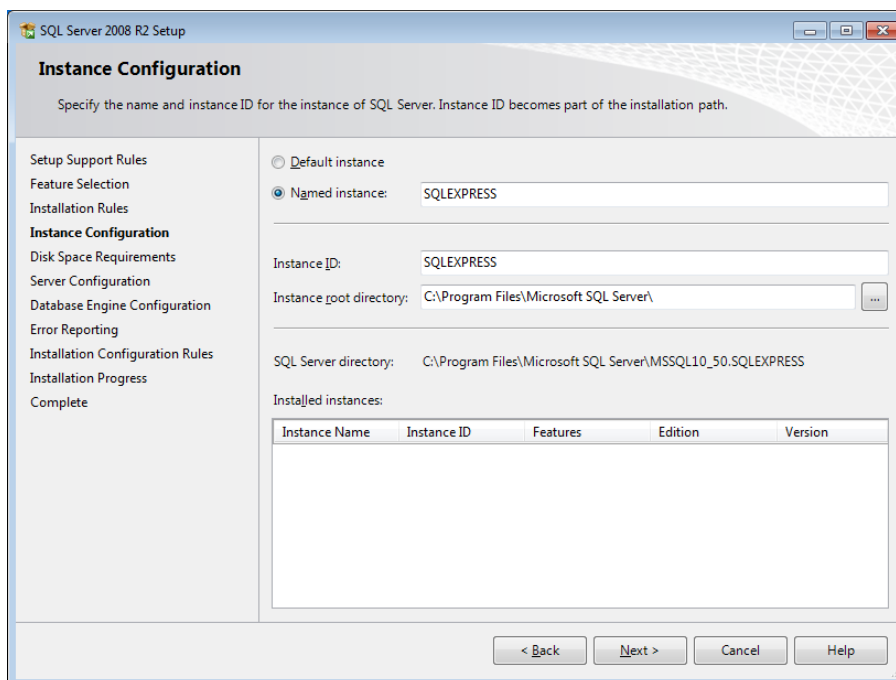 SQL Server 2008 R2 Setup
Instance Configuration
Specify the name and instance ID for the instance of SQL Server. Instance ID becomes part of the installation path.
Setup Support Rules
Feature Selection
Installation Rules
Instance Configuration
Disk Space Requirements
Server Configuration
Database Engine Configuration
Error Reporting
Installation Configuration Rules
Installation Progress
Complete
Default instance
Named instance: SQLEXPRESS
Instance ID: SQLEXPRESS
Instance root directory: C:\Program Files\Microsoft SQL Server\ ...
SQL Server directory: C:\Program Files\Microsoft SQL Server\MSSQL10_50.SQLEXPRESS
Installed instances:
Instance Name Instance ID Features Edition Version
< Back Next > Cancel Help